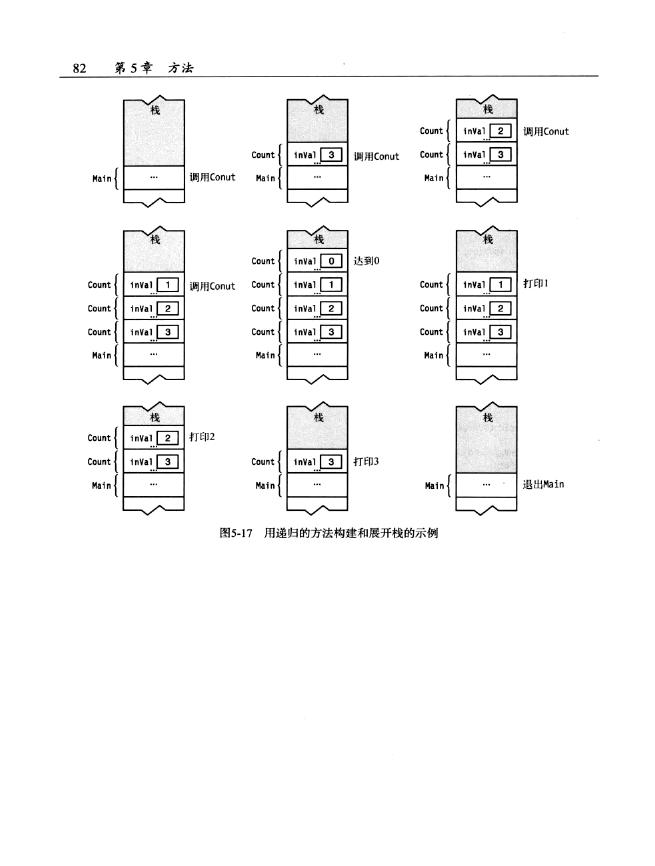 82 第5章 方法
栈
Main ... 调用Conut
栈
Count inVal 3 调用Conut
...
Main ...
栈
Count inVal 2 调用Conut
...
Count inVal 3
...
Main ...
栈
Count inVal 1 调用Conut
...
Count inVal 2
...
Count inVal 3
...
Main ...
栈
Count inVal 0 达到0
...
Count inVal 1
...
Count inVal 2
...
Count inVal 3
...
Main ...
栈
Count inVal 1 打印1
...
Count inVal 2
...
Count inVal 3
...
Main ...
栈
Count inVal 2 打印2
...
Count inVal 3
...
Main ...
栈
Count inVal 3 打印3
...
Main ...
栈
Main ... 退出Main
图5-17 用递归的方法构建和展开栈的示例